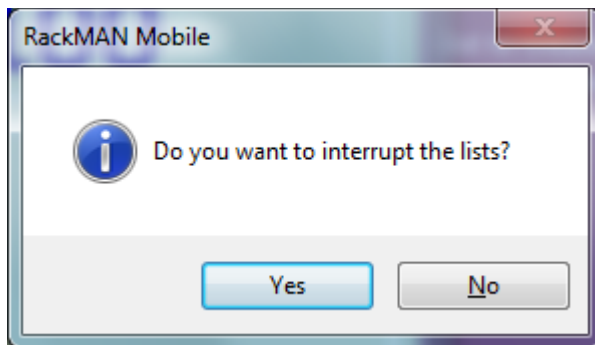 RackMAN Mobile
Do you want to interrupt the lists?
Yes
No